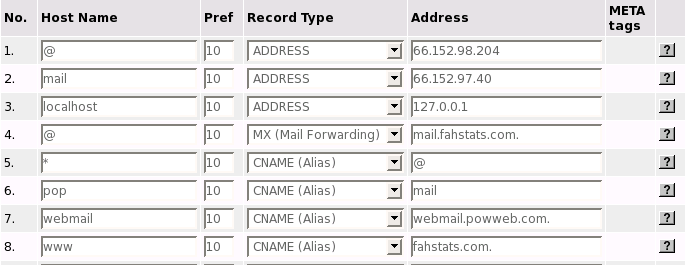 No. Host Name Pref Record Type Address META tags
1. @ 10 ADDRESS 66.152.98.204 ?
2. mail 10 ADDRESS 66.152.97.40 ?
3. localhost 10 ADDRESS 127.0.0.1 ?
4. @ 10 MX (Mail Forwarding) mail.fahstats.com. ?
5. * 10 CNAME (Alias) @ ?
6. pop 10 CNAME (Alias) mail ?
7. webmail 10 CNAME (Alias) webmail.powweb.com. ?
8. www 10 CNAME (Alias) fahstats.com. ?